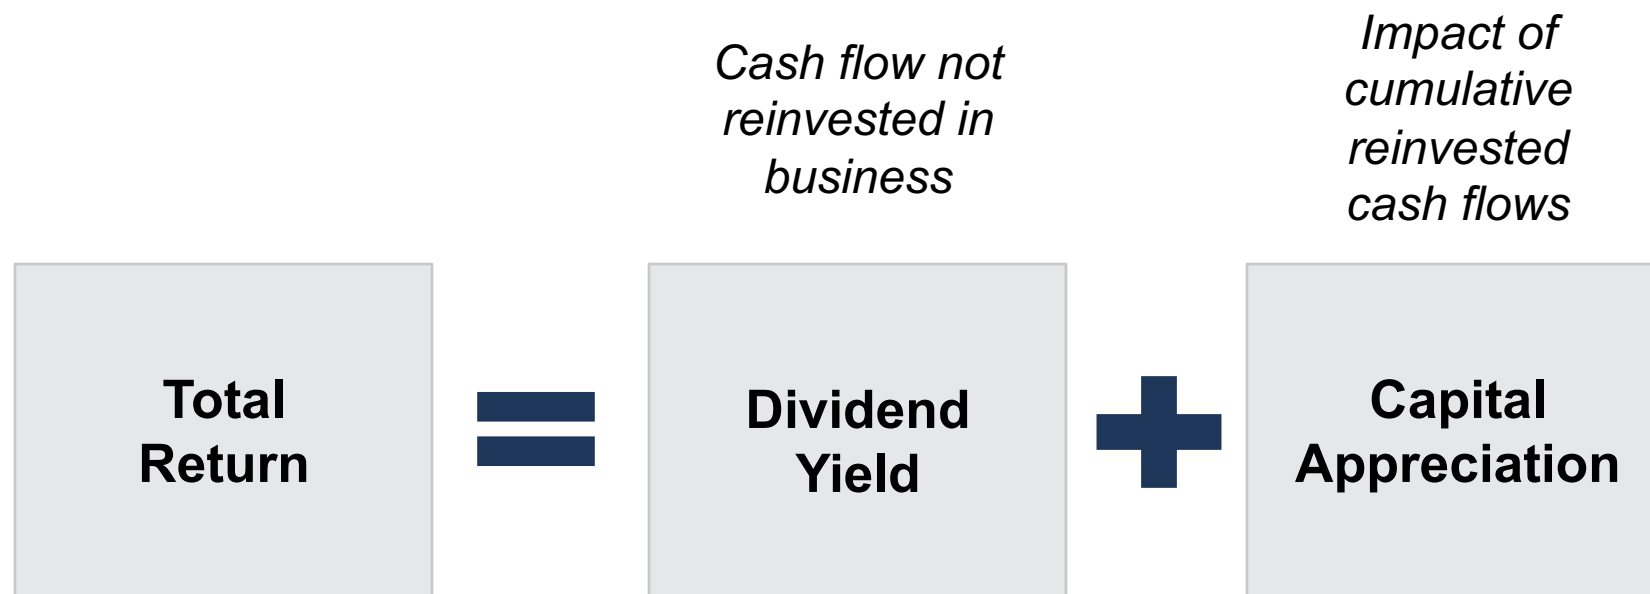 Cash flow not
reinvested in
business
Impact of
cumulative
reinvested
cash flows
Total
Return
Dividend
Yield
Capital
Appreciation